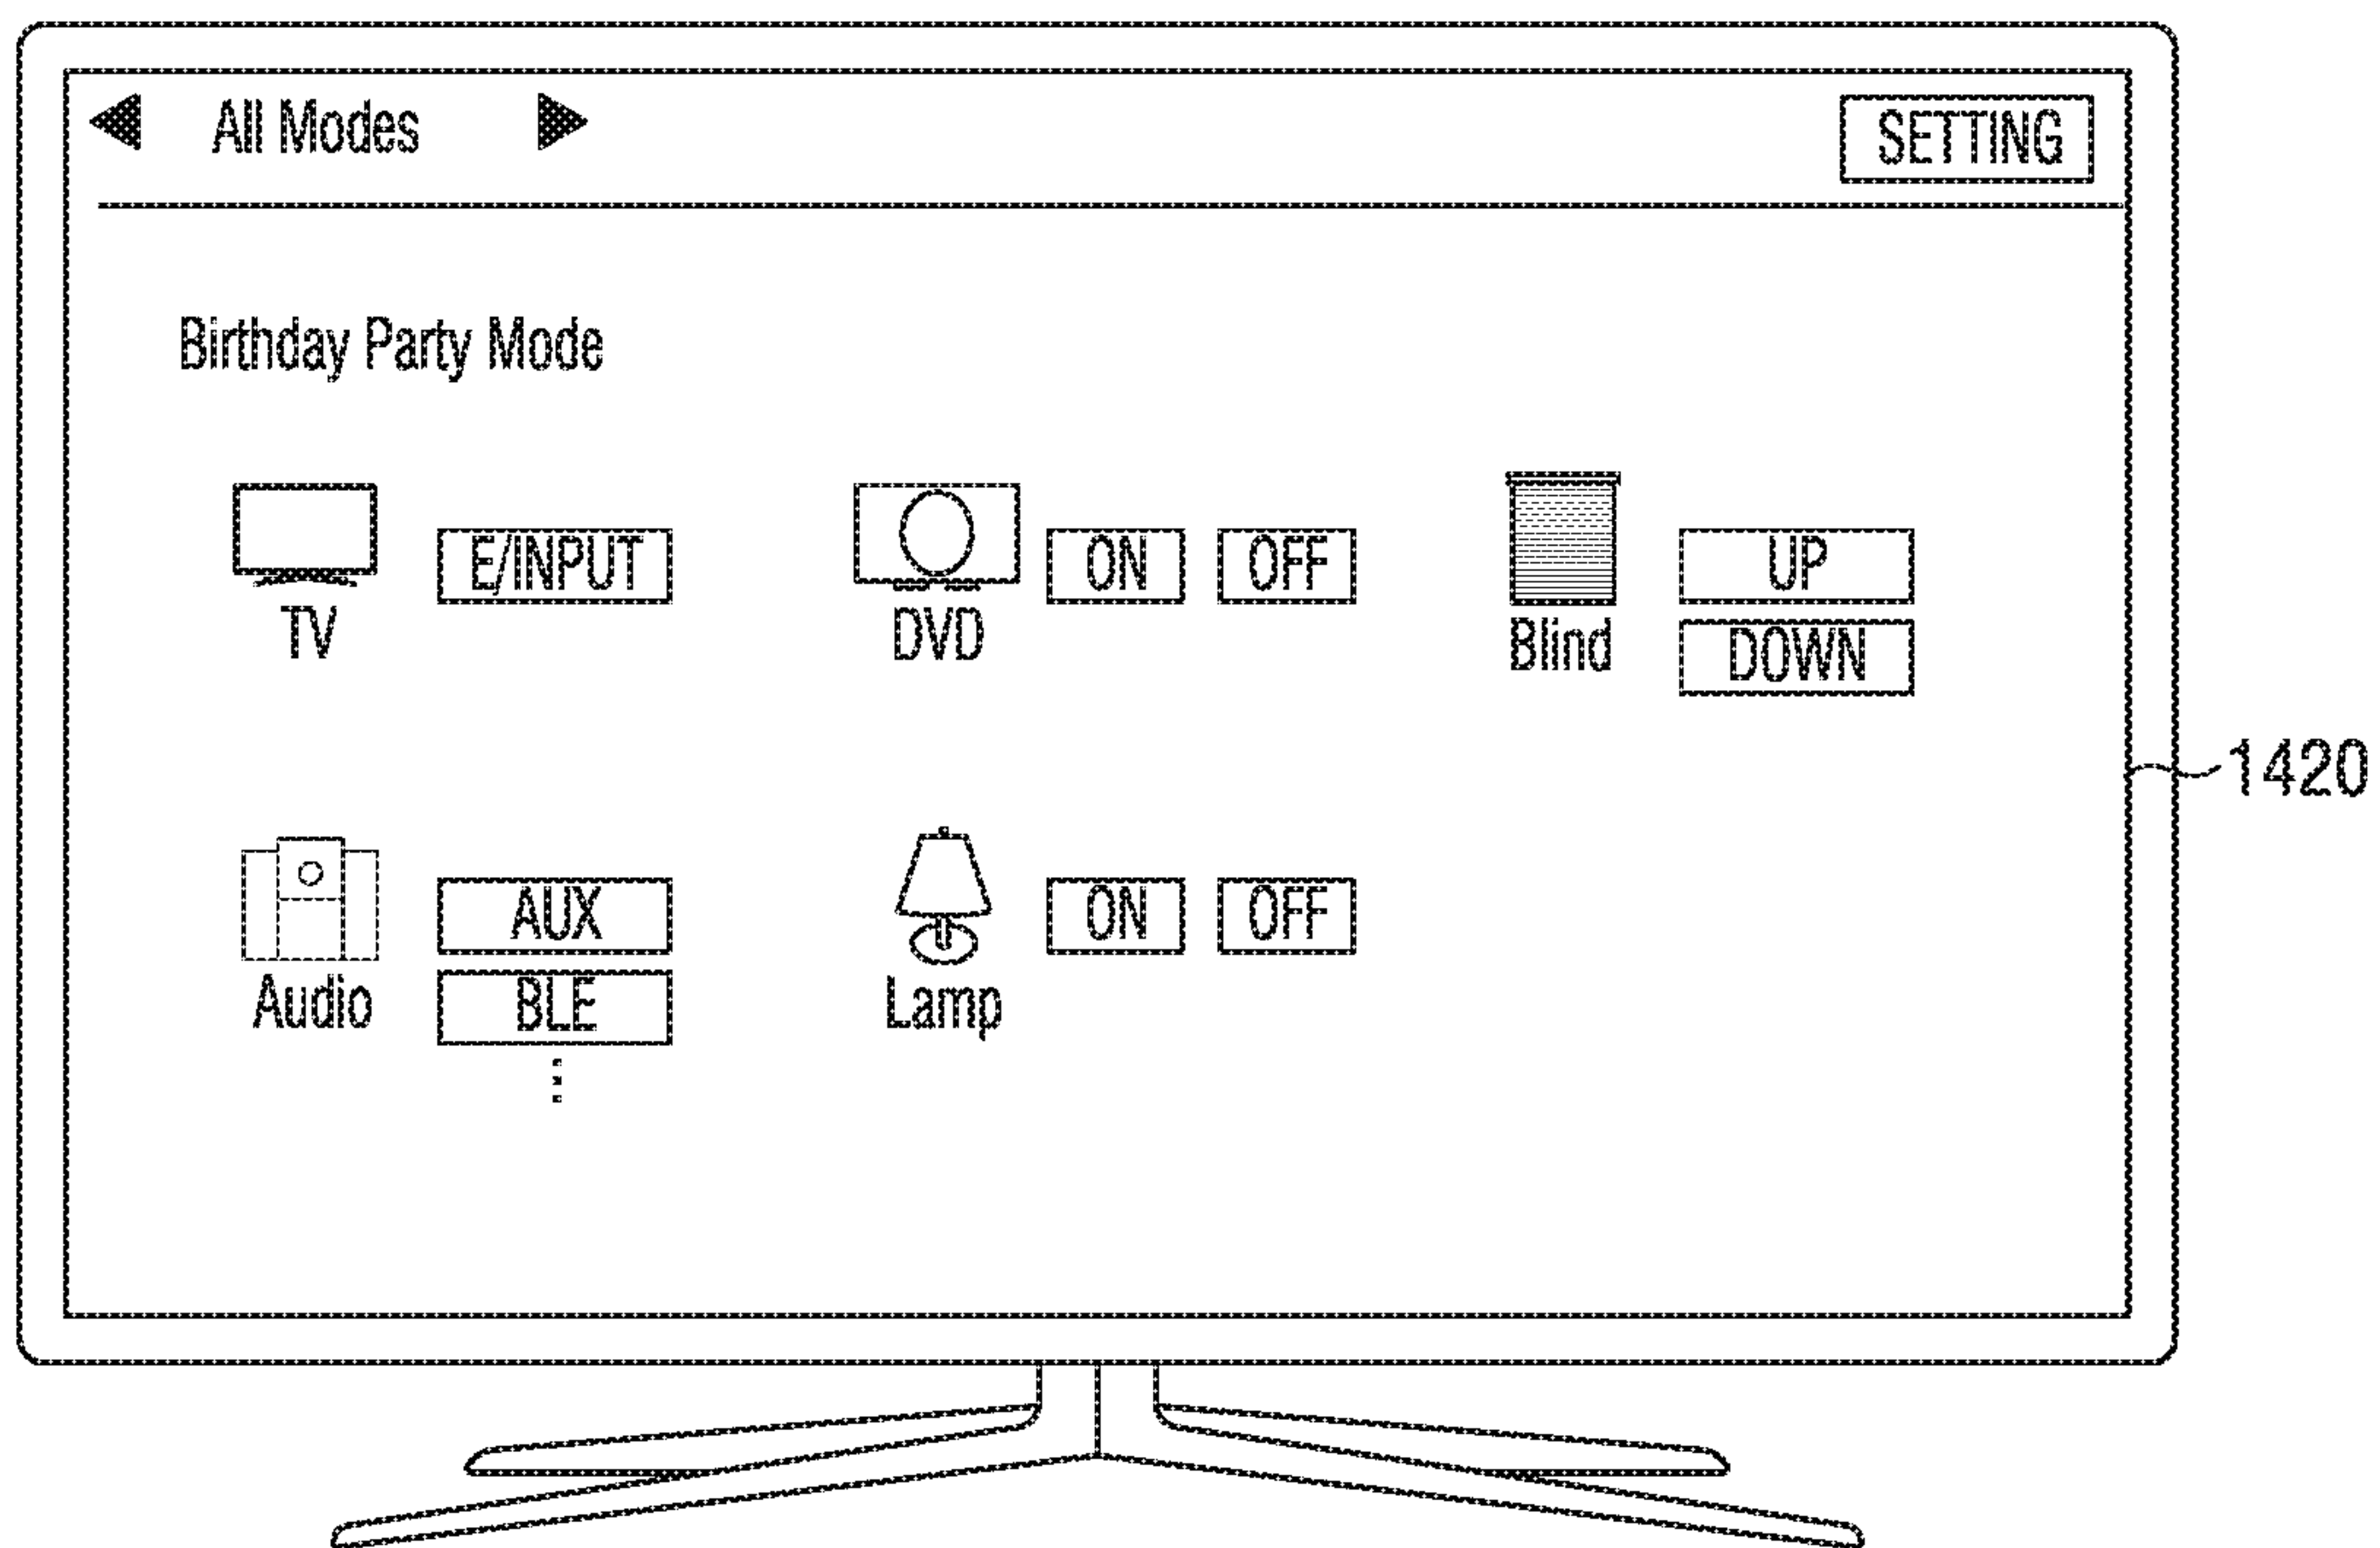 All Modes
SETTING
Birthday Party Mode
E/INPUT
TV
ON
OFF
DVD
UP
DOWN
Blind
1420
AUX
BLE
Audio
ON
OFF
Lamp